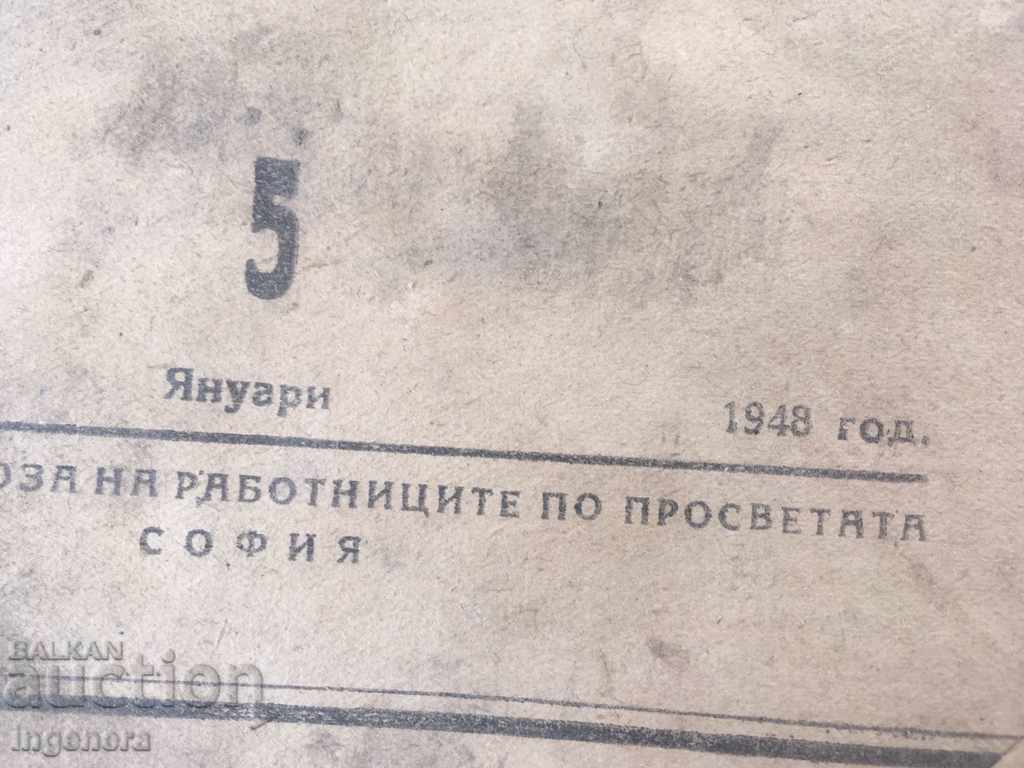 5
Януари 1948 год.
ОЗА НА РАБОТНИЦИТЕ ПО ПРОСВЕТАТА
СОФИЯ
BALKAN
auction
ingenora